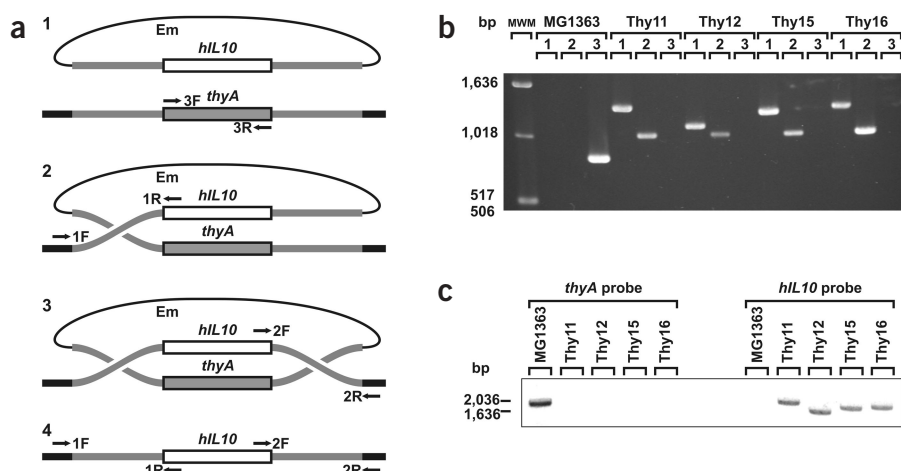 a
1
Em
hIL10
thyA
3F
3R
2
Em
1R
hIL10
1F
thyA
3
Em
hIL10
2F
thyA
2R
4
1F
hIL10
2F
1R
2R
b
bp MWM MG1363 Thy11 Thy12 Thy15 Thy16
1 2 3 1 2 3 1 2 3 1 2 3 1 2 3
1,636
1,018
517
506
c
thyA probe hIL10 probe
MG1363 Thy11 Thy12 Thy15 Thy16 MG1363 Thy11 Thy12 Thy15 Thy16
bp
2,036
1,636